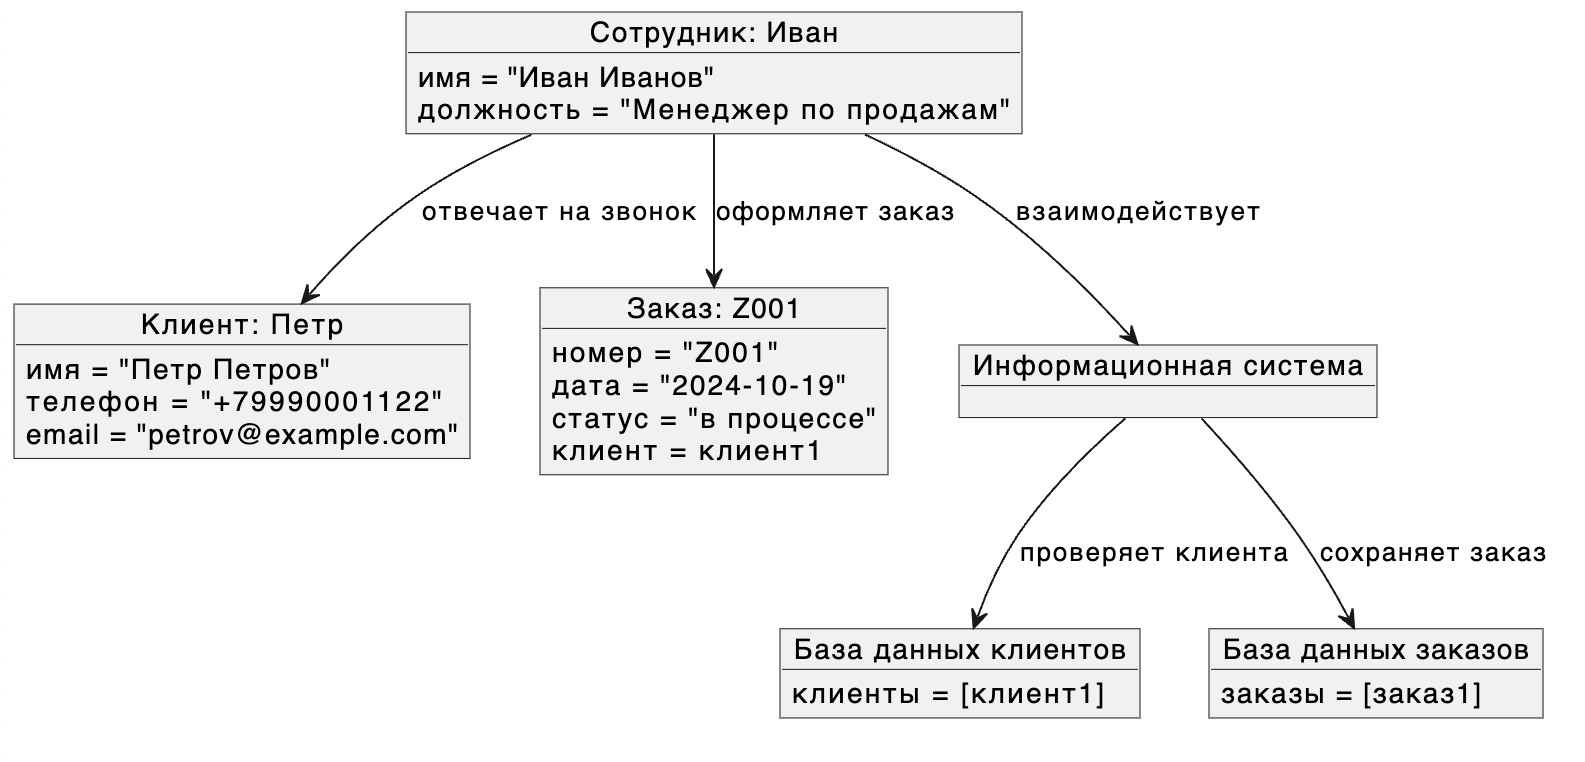 Сотрудник: Иван
имя = "Иван Иванов"
должность = "Менеджер по продажам"
отвечает на звонок
оформляет заказ
взаимодействует
Клиент: Петр
имя = "Петр Петров"
телефон = "+79990001122"
email = "petrov@example.com"
Заказ: Z001
номер = "Z001"
дата = "2024-10-19"
статус = "в процессе"
клиент = клиент1
Информационная система
проверяет клиента
сохраняет заказ
База данных клиентов
клиенты = [клиент1]
База данных заказов
заказы = [заказ1]